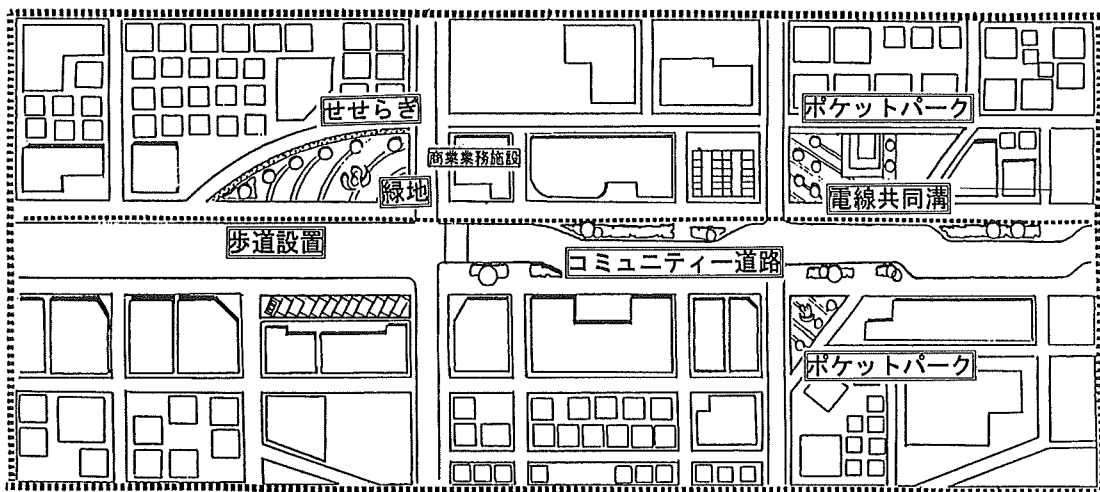 せせらぎ
ポケットパーク
商業業務施設
緑地
電線共同溝
歩道設置
コミュニティー道路
ポケットパーク